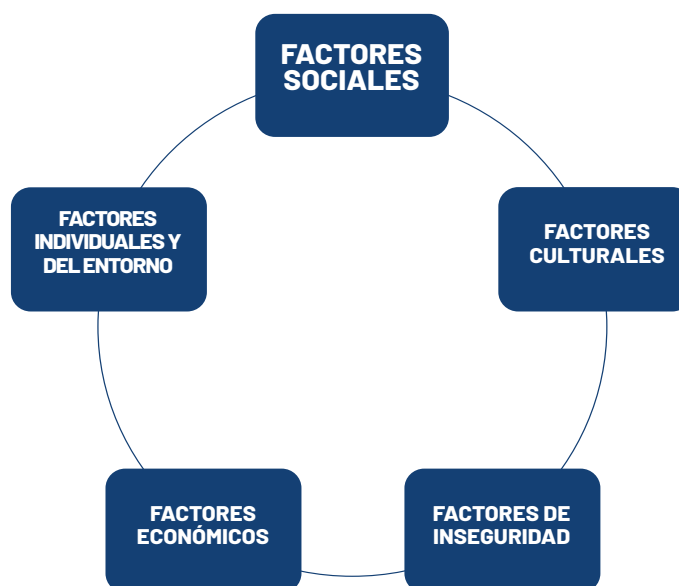 FACTORES
SOCIALES
FACTORES
INDIVIDUALES Y
DEL ENTORNO
FACTORES
CULTURALES
FACTORES
ECONÓMICOS
FACTORES DE
INSEGURIDAD